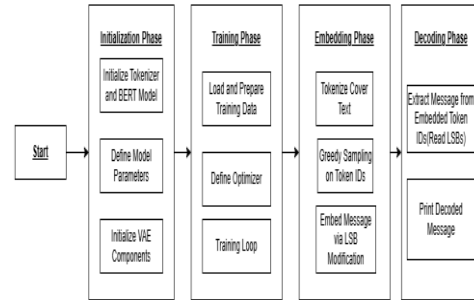 Start
Initialization Phase
Initialize Tokenizer
and BERT Model
Define Model
Parameters
Initialize VAE
Components
Training Phase
Load and Prepare
Training Data
Define Optimizer
Training Loop
Embedding Phase
Tokenize Cover
Text
Greedy Sampling
on Token IDs
Embed Message
via LSB
Modification
Decoding Phase
Extract Message from
Embedded Token
IDs(Read LSBs)
Print Decoded
Message